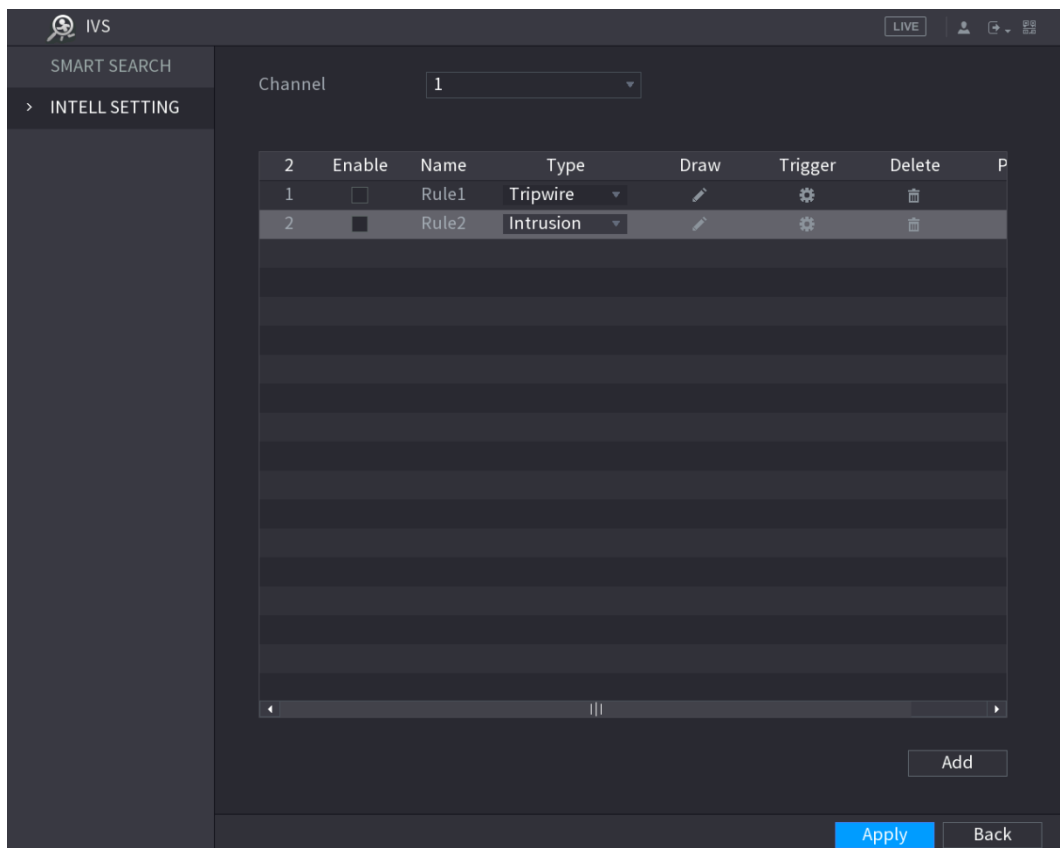 IVS
LIVE
SMART SEARCH
INTELL SETTING
Channel 1
2 Enable Name Type Draw Trigger Delete P
1 Rule1 Tripwire
2 Rule2 Intrusion
Add
Apply Back